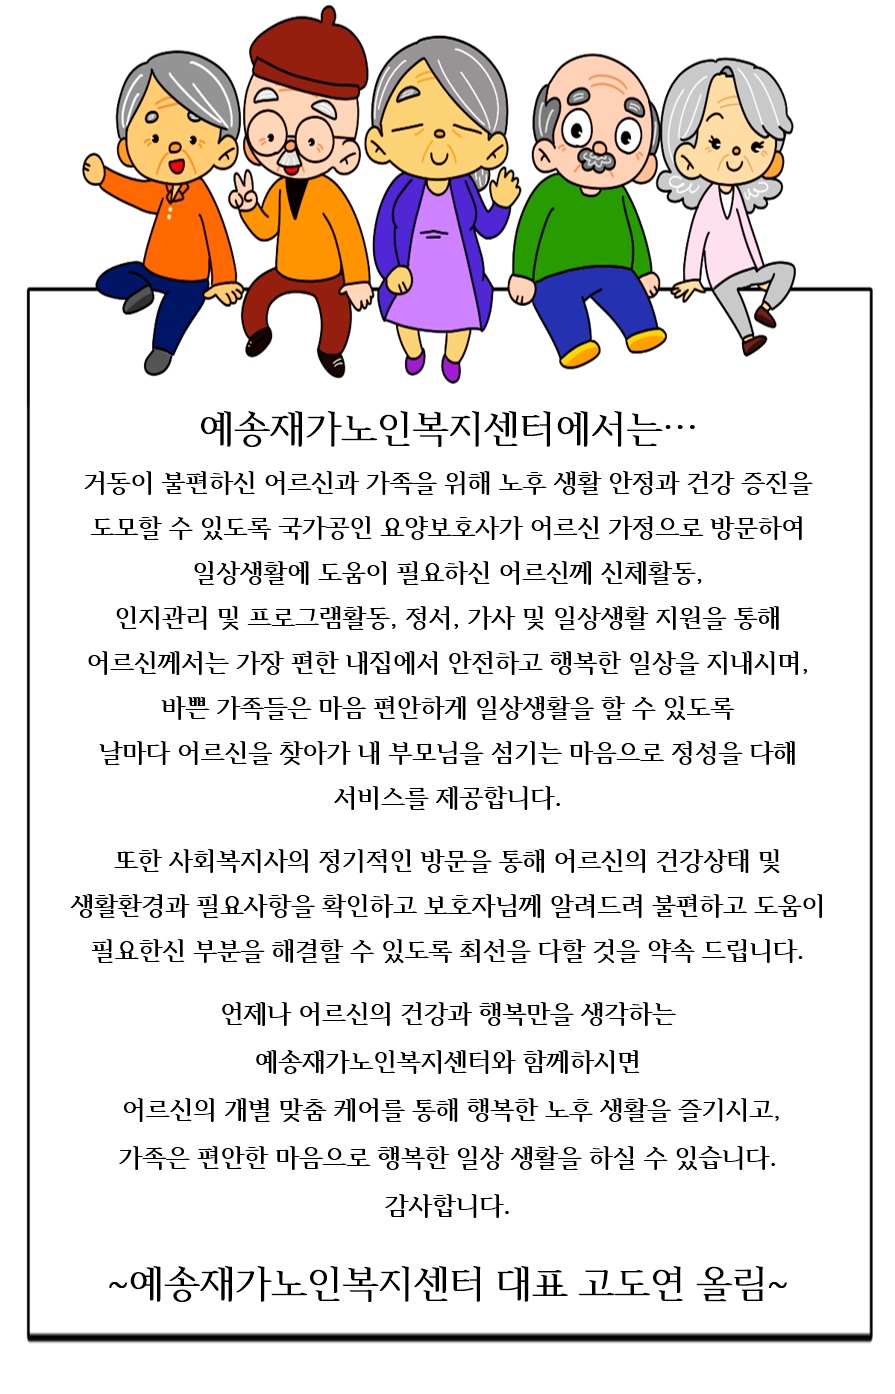 예송재가노인복지센터에서는…
거동이 불편하신 어르신과 가족을 위해 노후 생활 안정과 건강 증진을
도모할 수 있도록 국가공인 요양보호사가 어르신 가정으로 방문하여
일상생활에 도움이 필요하신 어르신께 신체활동,
인지관리 및 프로그램활동, 정서, 가사 및 일상생활 지원을 통해
어르신께서는 가장 편한 내집에서 안전하고 행복한 일상을 지내시며,
바쁜 가족들은 마음 편안하게 일상생활을 할 수 있도록
날마다 어르신을 찾아가 내 부모님을 섬기는 마음으로 정성을 다해
서비스를 제공합니다.
또한 사회복지사의 정기적인 방문을 통해 어르신의 건강상태 및
생활환경과 필요사항을 확인하고 보호자님께 알려드려 불편하고 도움이
필요한신 부분을 해결할 수 있도록 최선을 다할 것을 약속 드립니다.
언제나 어르신의 건강과 행복만을 생각하는
예송재가노인복지센터와 함께하시면
어르신의 개별 맞춤 케어를 통해 행복한 노후 생활을 즐기시고,
가족은 편안한 마음으로 행복한 일상 생활을 하실 수 있습니다.
감사합니다.
~예송재가노인복지센터 대표 고도연 올림~